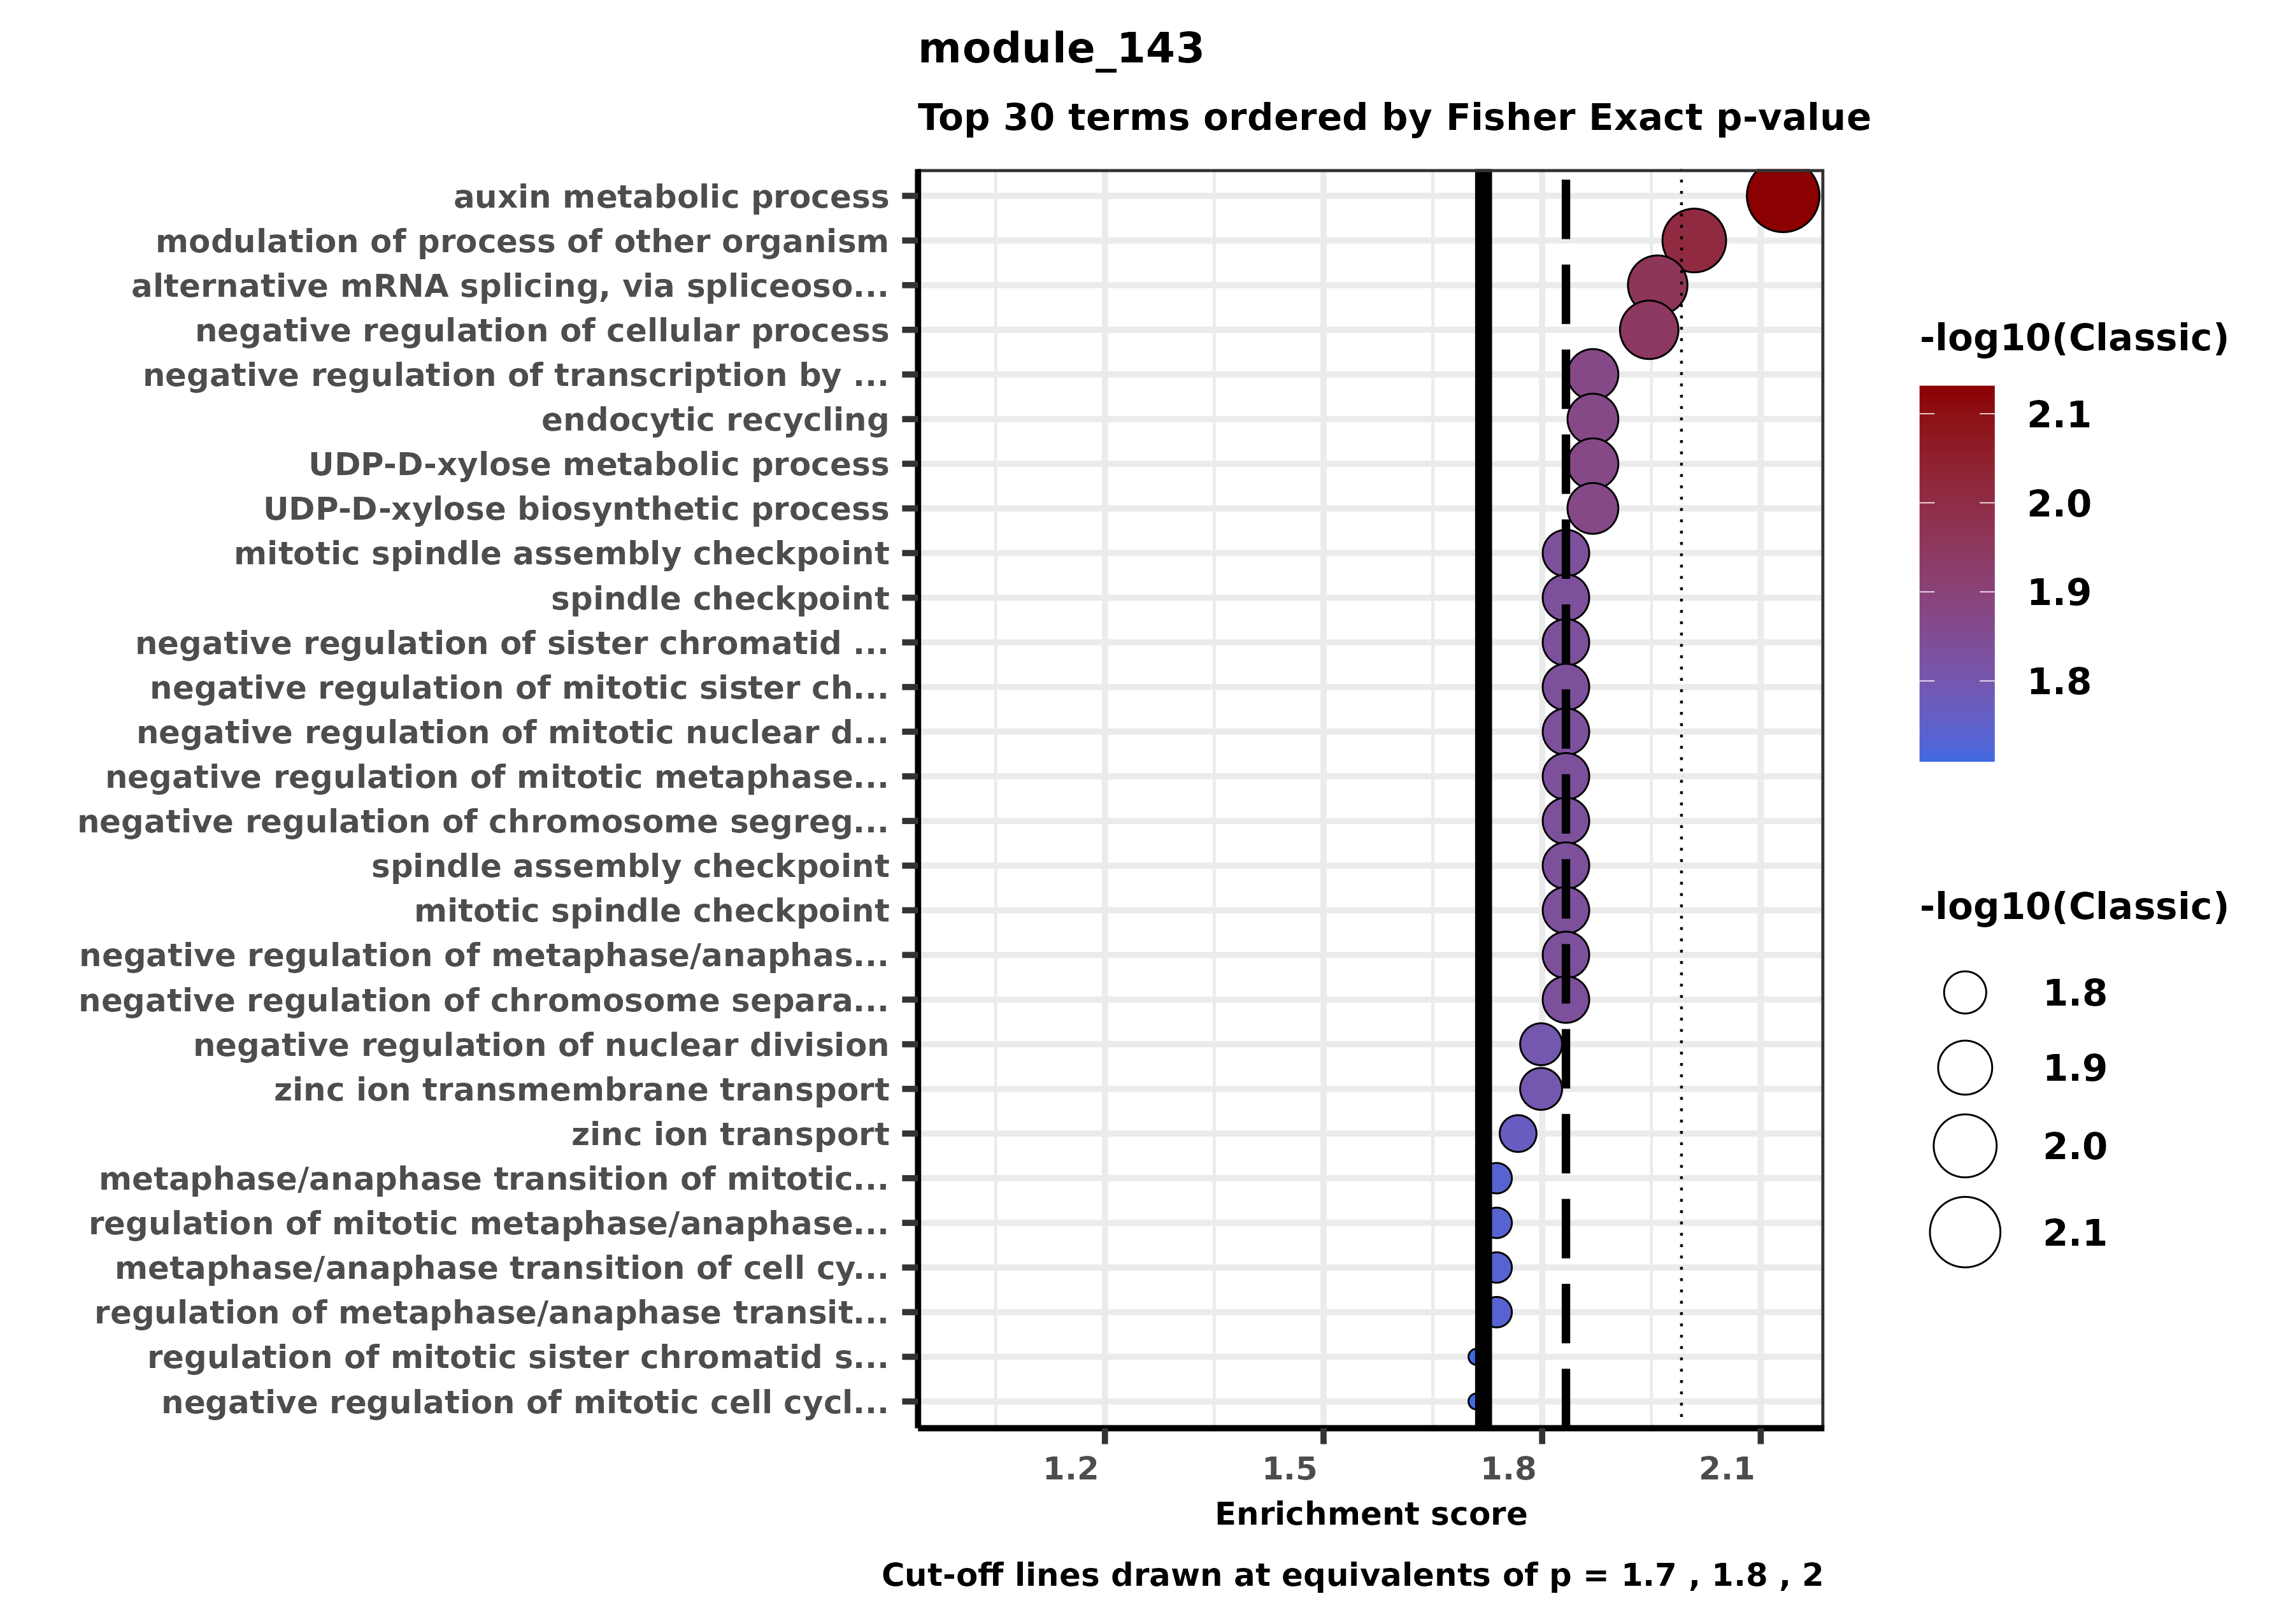 module_143
Top 30 terms ordered by Fisher Exact p-value
auxin metabolic process
modulation of process of other organism
alternative mRNA splicing, via spliceoso...
negative regulation of cellular process
negative regulation of transcription by ...
endocytic recycling
UDP-D-xylose metabolic process
UDP-D-xylose biosynthetic process
mitotic spindle assembly checkpoint
spindle checkpoint
negative regulation of sister chromatid ...
negative regulation of mitotic sister ch...
negative regulation of mitotic nuclear d...
negative regulation of mitotic metaphase...
negative regulation of chromosome segreg...
spindle assembly checkpoint
mitotic spindle checkpoint
negative regulation of metaphase/anaphas...
negative regulation of chromosome separa...
negative regulation of nuclear division
zinc ion transmembrane transport
zinc ion transport
metaphase/anaphase transition of mitotic...
regulation of mitotic metaphase/anaphase...
metaphase/anaphase transition of cell cy...
regulation of metaphase/anaphase transit...
regulation of mitotic sister chromatid s...
negative regulation of mitotic cell cycl...
1.2 1.5 1.8 2.1
Enrichment score
Cut-off lines drawn at equivalents of p = 1.7 , 1.8 , 2
-log10(Classic)
2.1
2.0
1.9
1.8
-log10(Classic)
1.8
1.9
2.0
2.1